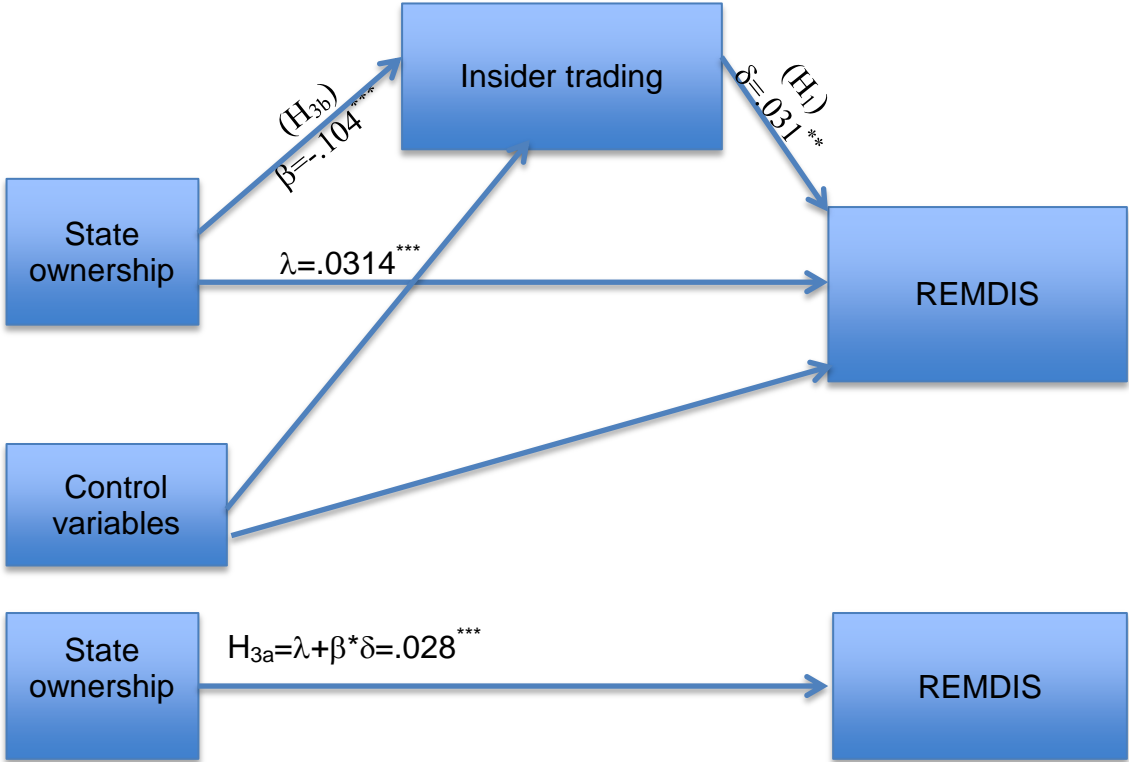 Insider trading
(H₁)
δ=.031**
(H₃b)
β=-.104***
State
ownership
λ=.0314***
REMDIS
Control
variables
State
ownership
H₃ₐ=λ+β*δ=.028***
REMDIS